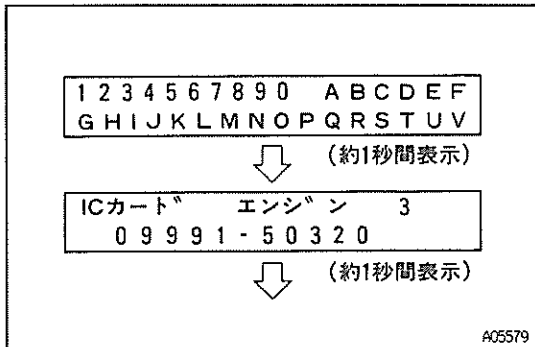 1234567890 ABCDEF
GHIJKLMNOPQRSTUV
(約1秒間表示)
ICカード エンジン 3
09991-50320
(約1秒間表示)
A05579